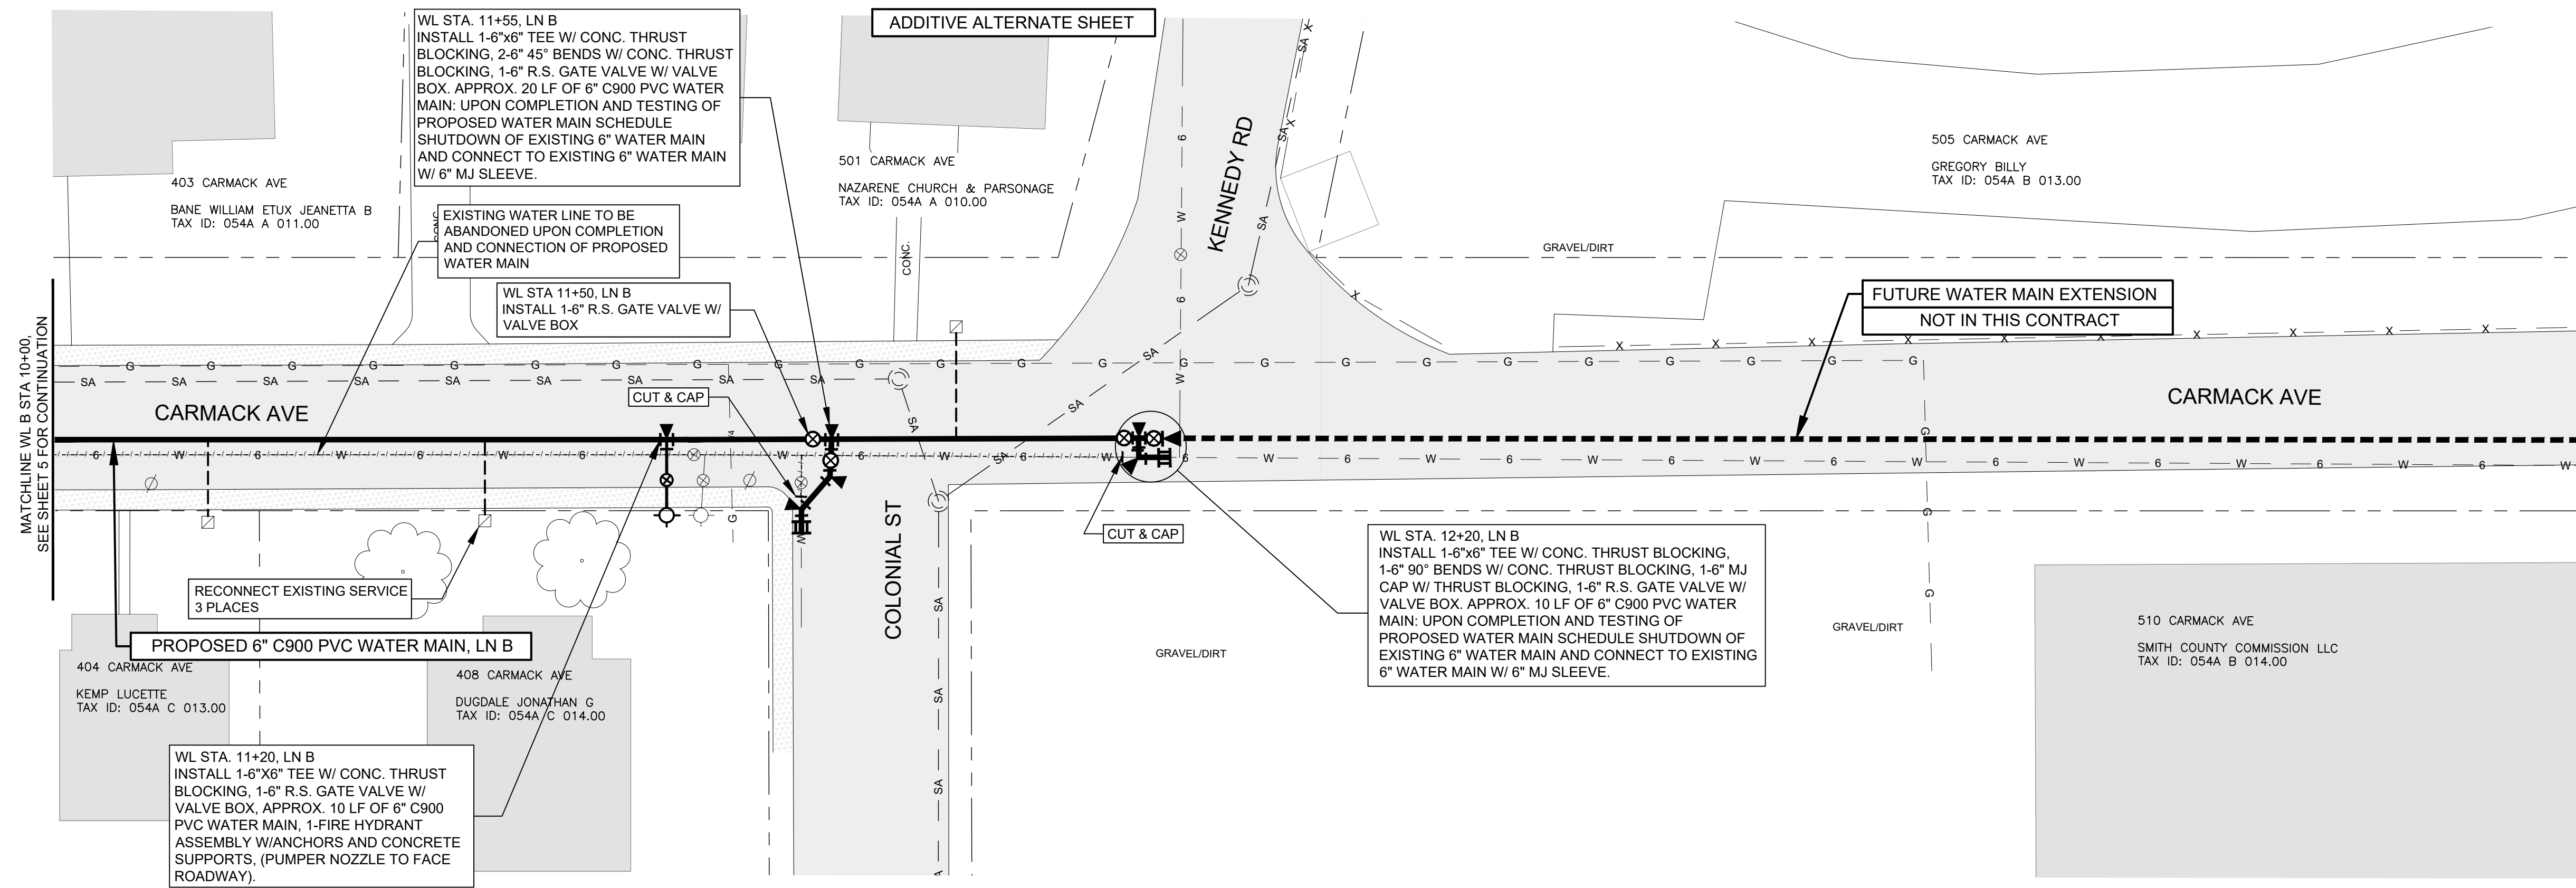 ADDITIVE ALTERNATE SHEET
WL STA. 11+55, LN B
INSTALL 1-6"x6" TEE W/ CONC. THRUST
BLOCKING, 2-6" 45° BENDS W/ CONC. THRUST
BLOCKING, 1-6" R.S. GATE VALVE W/ VALVE
BOX. APPROX. 20 LF OF 6" C900 PVC WATER
MAIN: UPON COMPLETION AND TESTING OF
PROPOSED WATER MAIN SCHEDULE
SHUTDOWN OF EXISTING 6" WATER MAIN
AND CONNECT TO EXISTING 6" WATER MAIN
W/ 6" MJ SLEEVE.
403 CARMACK AVE
BANE WILLIAM ETUX JEANETTA B
TAX ID: 054A A 011.00
EXISTING WATER LINE TO BE
ABANDONED UPON COMPLETION
AND CONNECTION OF PROPOSED
WATER MAIN
WL STA 11+50, LN B
INSTALL 1-6" R.S. GATE VALVE W/
VALVE BOX
501 CARMACK AVE
NAZARENE CHURCH & PARSONAGE
TAX ID: 054A A 010.00
CONC.
KENNEDY RD
505 CARMACK AVE
GREGORY BILLY
TAX ID: 054A B 013.00
GRAVEL/DIRT
FUTURE WATER MAIN EXTENSION
NOT IN THIS CONTRACT
MATCHLINE WL B STA 10+00,
SEE SHEET 5 FOR CONTINUATION
CARMACK AVE
CUT & CAP
CARMACK AVE
COLONIAL ST
CUT & CAP
RECONNECT EXISTING SERVICE
3 PLACES
PROPOSED 6" C900 PVC WATER MAIN, LN B
404 CARMACK AVE
KEMP LUCETTE
TAX ID: 054A C 013.00
408 CARMACK AVE
DUGDALE JONATHAN G
TAX ID: 054A C 014.00
WL STA. 11+20, LN B
INSTALL 1-6"X6" TEE W/ CONC. THRUST
BLOCKING, 1-6" R.S. GATE VALVE W/
VALVE BOX, APPROX. 10 LF OF 6" C900
PVC WATER MAIN, 1-FIRE HYDRANT
ASSEMBLY W/ANCHORS AND CONCRETE
SUPPORTS, (PUMPER NOZZLE TO FACE
ROADWAY).
WL STA. 12+20, LN B
INSTALL 1-6"x6" TEE W/ CONC. THRUST BLOCKING,
1-6" 90° BENDS W/ CONC. THRUST BLOCKING, 1-6" MJ
CAP W/ THRUST BLOCKING, 1-6" R.S. GATE VALVE W/
VALVE BOX. APPROX. 10 LF OF 6" C900 PVC WATER
MAIN: UPON COMPLETION AND TESTING OF
PROPOSED WATER MAIN SCHEDULE SHUTDOWN OF
EXISTING 6" WATER MAIN AND CONNECT TO EXISTING
6" WATER MAIN W/ 6" MJ SLEEVE.
GRAVEL/DIRT
GRAVEL/DIRT
510 CARMACK AVE
SMITH COUNTY COMMISSION LLC
TAX ID: 054A B 014.00